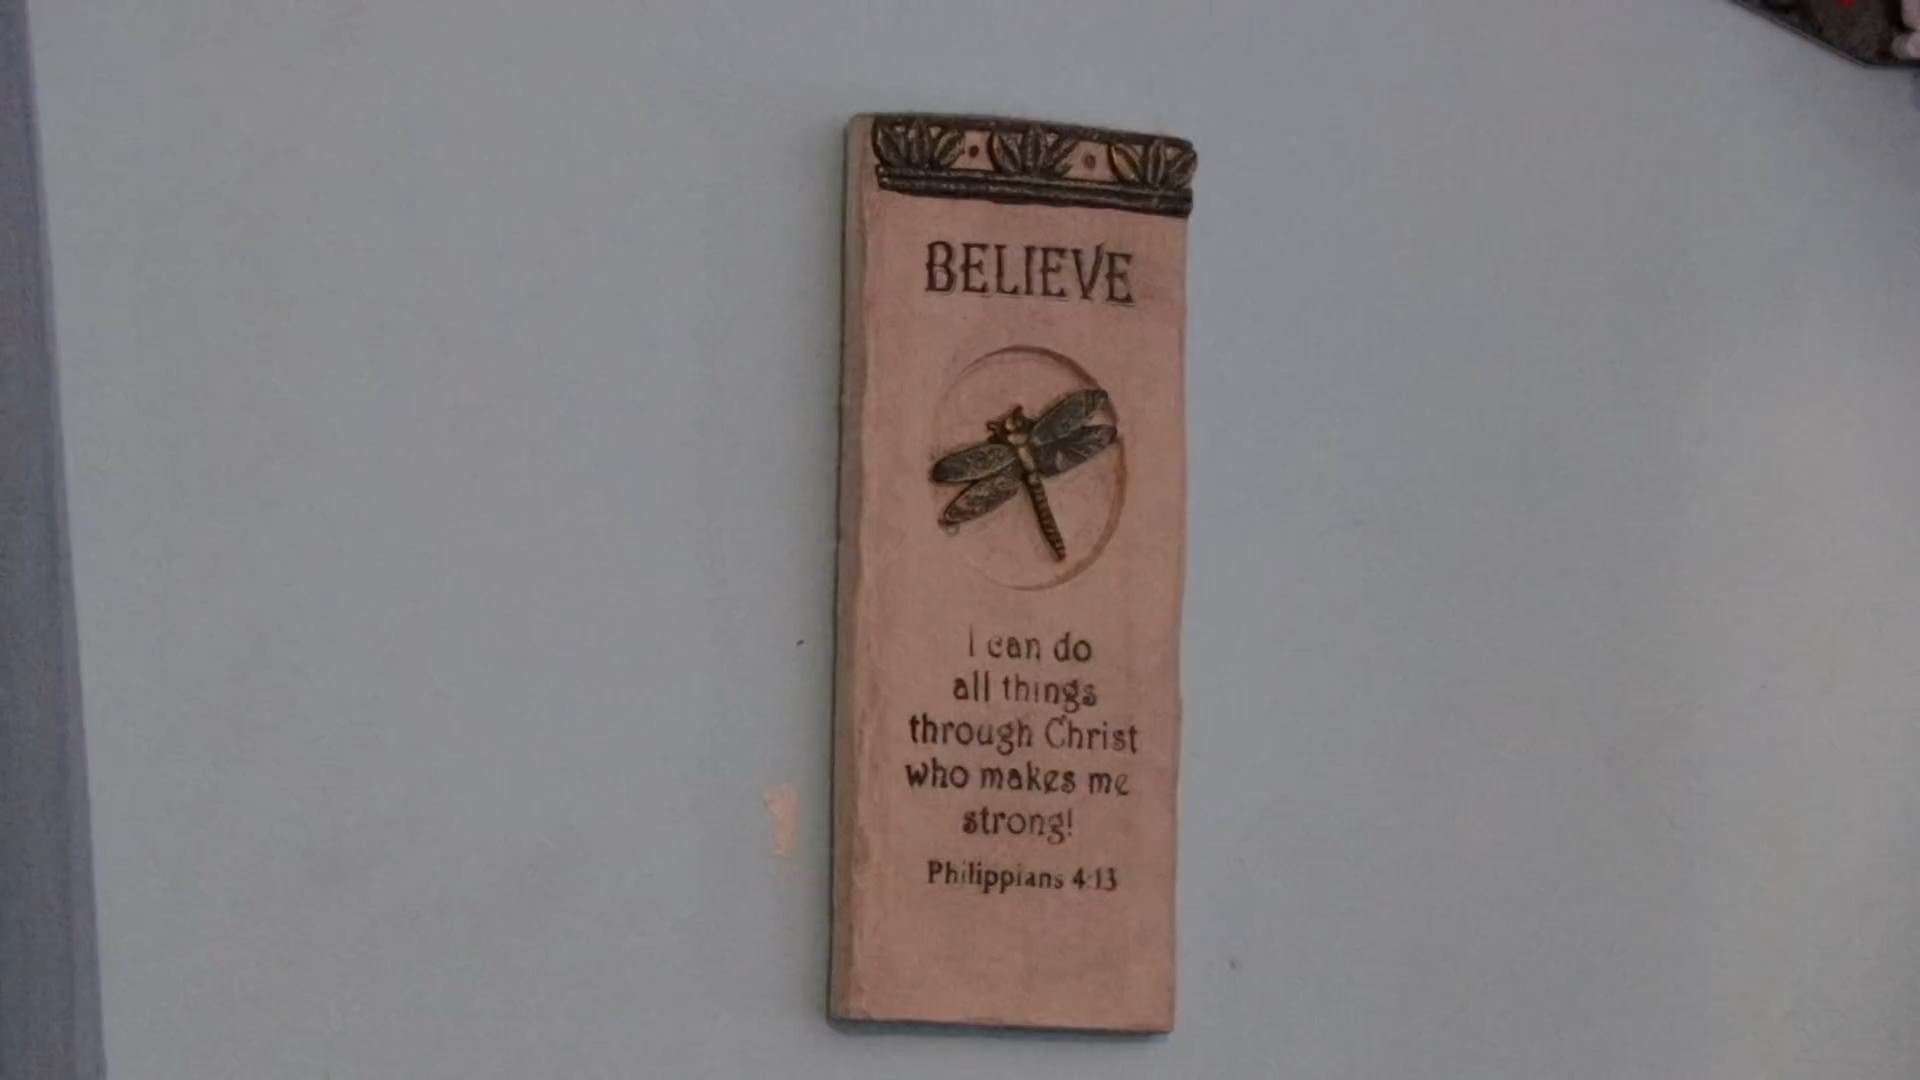 BELIEVE
I can do
all things
through Christ
who makes me
strong!
Philippians 4:13